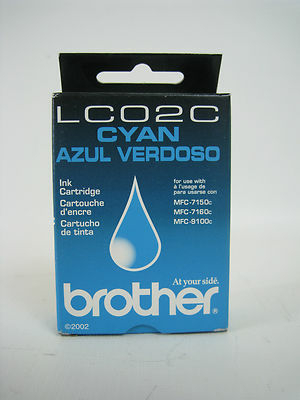 LC02C
CYAN
AZUL VERDOSO
Ink
Cartridge
Cartouche
d'encre
Cartucho
de tinta
for use with
à l'usage de
para usarse con
MFC-7150c
MFC-7160c
MFC-9100c
At your side.
brother®
©2002